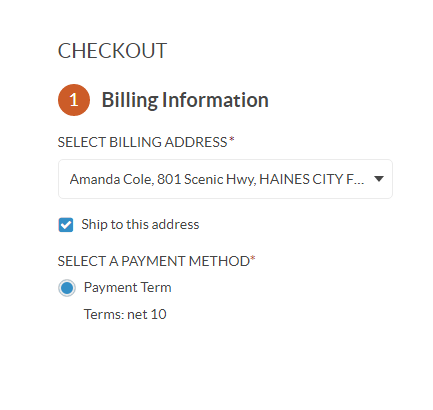 CHECKOUT
1 Billing Information
SELECT BILLING ADDRESS*
Amanda Cole, 801 Scenic Hwy, HAINES CITY F...
Ship to this address
SELECT A PAYMENT METHOD*
Payment Term
Terms: net 10